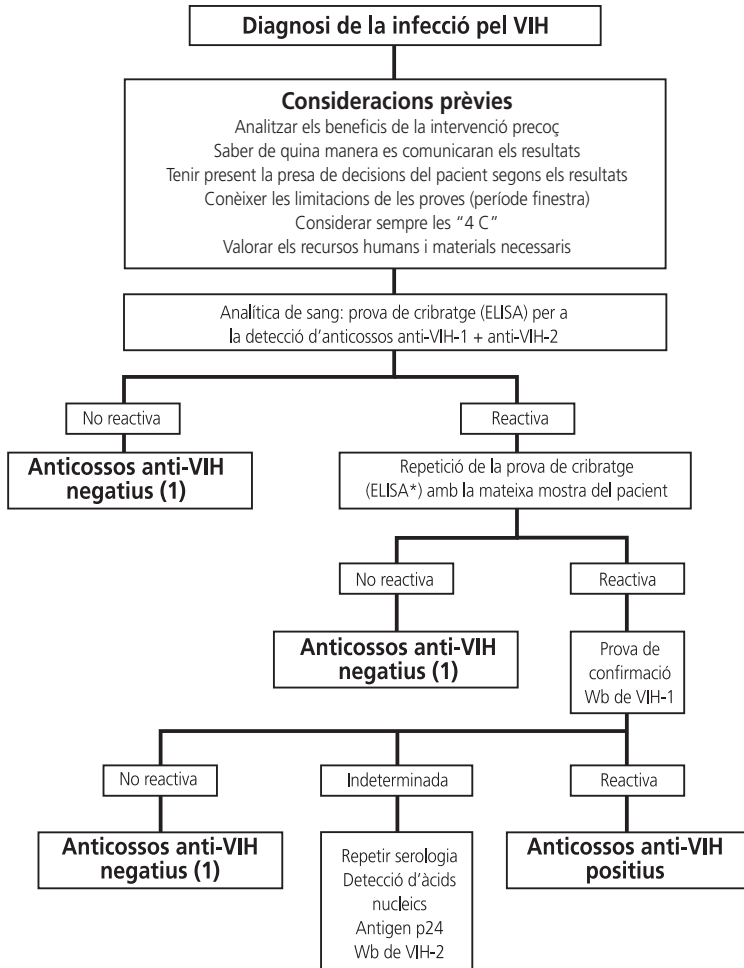 Diagnosi de la infecció pel VIH
Consideracions prèvies
Analitzar els beneficis de la intervenció precoç
Saber de quina manera es comunicaran els resultats
Tenir present la presa de decisions del pacient segons els resultats
Conèixer les limitacions de les proves (període finestra)
Considerar sempre les “4 C”
Valorar els recursos humans i materials necessaris
Analítica de sang: prova de cribratge (ELISA) per a
la detecció d’anticossos anti-VIH-1 + anti-VIH-2
No reactiva
Reactiva
Anticossos anti-VIH
negatius (1)
Repetició de la prova de cribratge
(ELISA*) amb la mateixa mostra del pacient
No reactiva
Reactiva
Anticossos anti-VIH
negatius (1)
Prova de
confirmació
Wb de VIH-1
No reactiva
Indeterminada
Reactiva
Anticossos anti-VIH
negatius (1)
Repetir serologia
Detecció d’àcids
nucleics
Antigen p24
Wb de VIH-2
Anticossos anti-VIH
positius